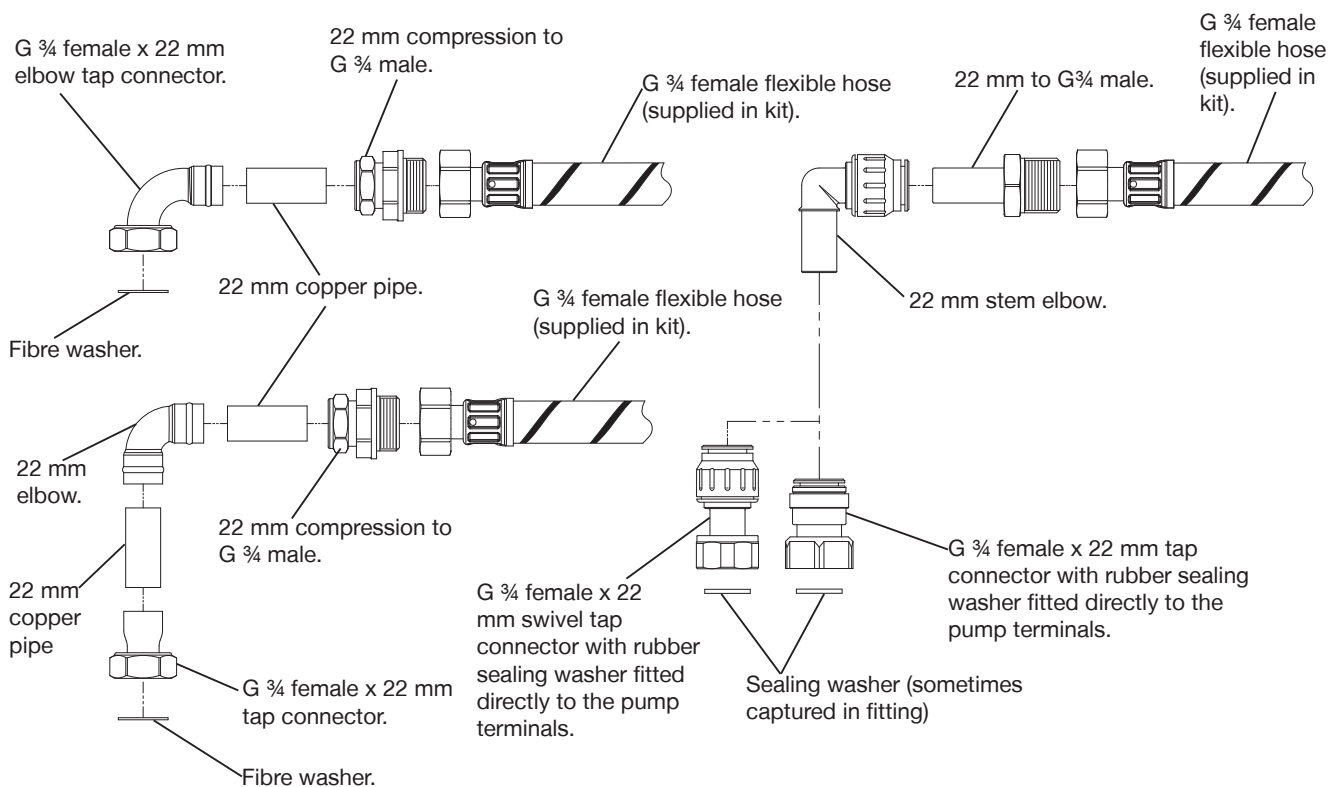 G ¾ female x 22 mm
elbow tap connector.
22 mm compression to
G ¾ male.
G ¾ female flexible hose
(supplied in kit).
22 mm to G¾ male.
G ¾ female
flexible hose
(supplied in
kit).
22 mm copper pipe.
Fibre washer.
G ¾ female flexible hose
(supplied in kit).
22 mm stem elbow.
22 mm
elbow.
22 mm compression to
G ¾ male.
22 mm
copper
pipe
G ¾ female x 22 mm
tap connector.
Fibre washer.
G ¾ female x 22
mm swivel tap
connector with rubber
sealing washer fitted
directly to the pump
terminals.
G ¾ female x 22 mm tap
connector with rubber sealing
washer fitted directly to the
pump terminals.
Sealing washer (sometimes
captured in fitting)